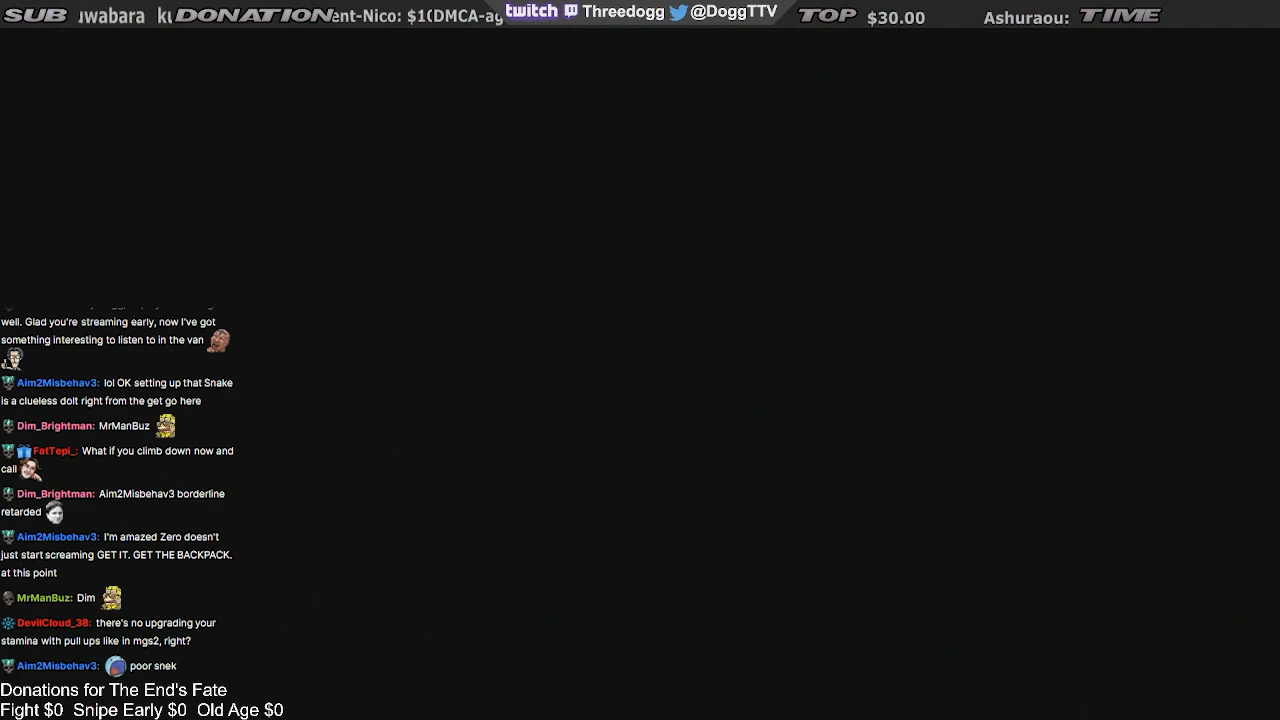 SUB uwabara DONATION ent-Nico: $1(DMCA-ag twitch Threedogg @DoggTTV TOP $30.00 Ashuraou: TIME
well. Glad you're streaming early, now I've got
something interesting to listen to in the van
Aim2Misbehav3: lol OK setting up that Snake
is a clueless dolt right from the get go here
Dim_Brightman: MrManBuz
FatTepi_: What if you climb down now and
call
Dim_Brightman: Aim2Misbehav3 borderline
retarded
Aim2Misbehav3: I'm amazed Zero doesn't
just start screaming GET IT. GET THE BACKPACK.
at this point
MrManBuz: Dim
DevilCloud_38: there's no upgrading your
stamina with pull ups like in mgs2, right?
Aim2Misbehav3: poor snek
Donations for The End's Fate
Fight $0 Snipe Early $0 Old Age $0